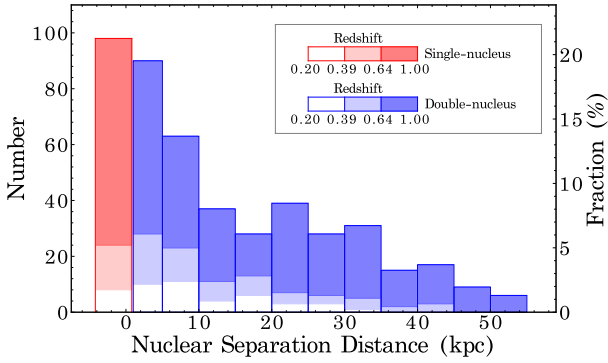 100
80
60
40
20
0
Number
20
15
10
5
0
Fraction (%)
Redshift
Single-nucleus
0.20 0.39 0.64 1.00
Redshift
Double-nucleus
0.20 0.39 0.64 1.00
0 10 20 30 40 50
Nuclear Separation Distance (kpc)